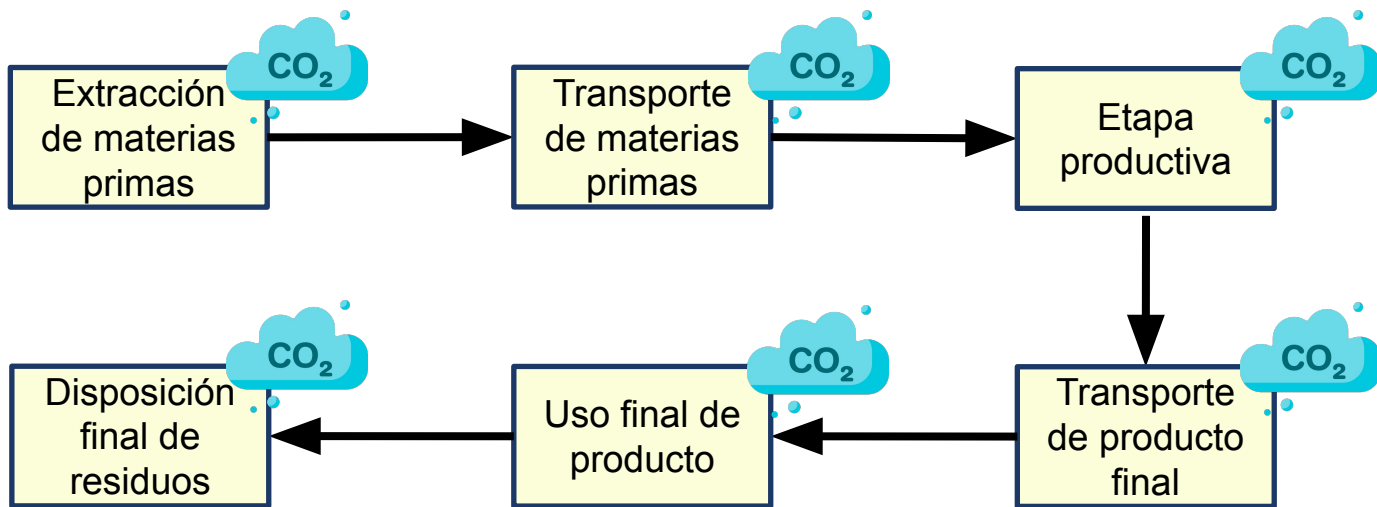 CO₂
Extracción
de materias
primas
CO₂
Transporte
de materias
primas
CO₂
Etapa
productiva
CO₂
Transporte
de producto
final
CO₂
Uso final de
producto
CO₂
Disposición
final de
residuos